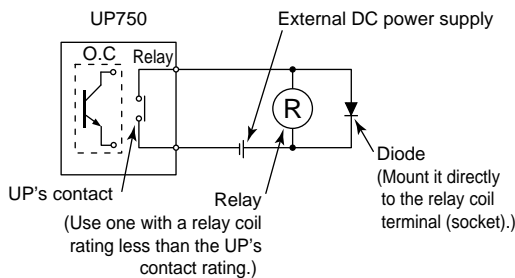 UP750
External DC power supply
O.C
Relay
R
Diode
(Mount it directly
to the relay coil
terminal (socket).)
UP's contact
Relay
(Use one with a relay coil
rating less than the UP's
contact rating.)